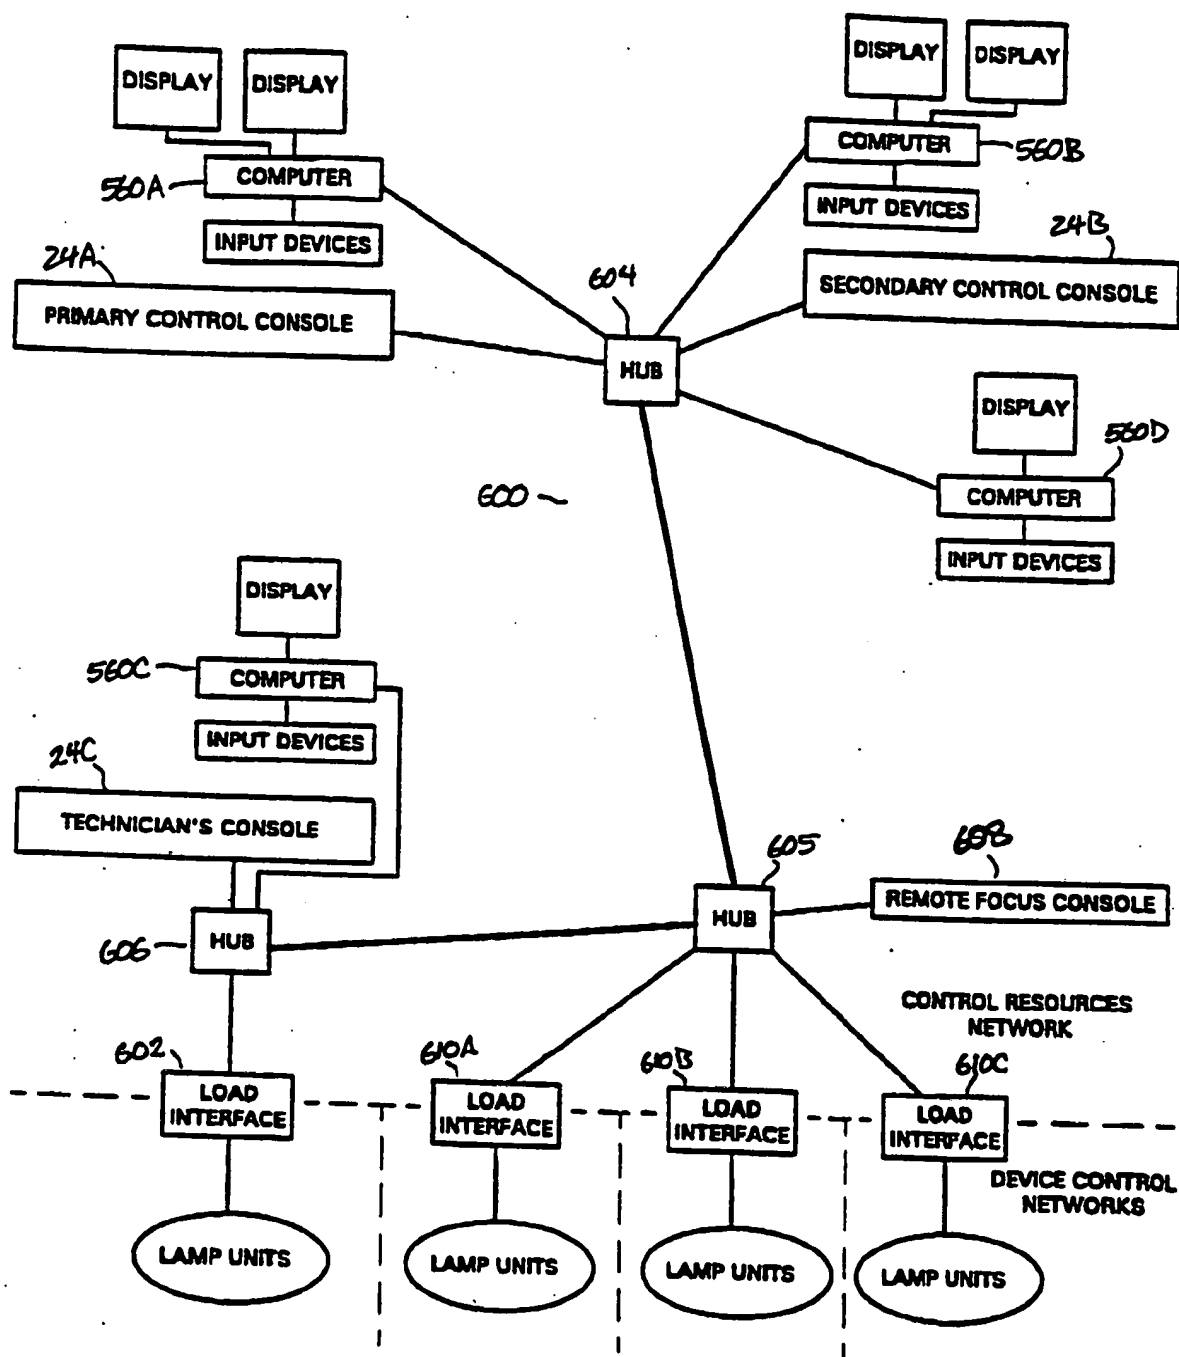 DISPLAY
DISPLAY
COMPUTER
560A
INPUT DEVICES
24A
PRIMARY CONTROL CONSOLE
DISPLAY
DISPLAY
COMPUTER
560B
INPUT DEVICES
24B
SECONDARY CONTROL CONSOLE
604
HUB
DISPLAY
560D
COMPUTER
INPUT DEVICES
600
DISPLAY
560C
COMPUTER
INPUT DEVICES
24C
TECHNICIAN'S CONSOLE
605
608
HUB
REMOTE FOCUS CONSOLE
606
HUB
CONTROL RESOURCES
NETWORK
602
LOAD
INTERFACE
610A
LOAD
INTERFACE
610B
LOAD
INTERFACE
610C
LOAD
INTERFACE
DEVICE CONTROL
NETWORKS
LAMP UNITS
LAMP UNITS
LAMP UNITS
LAMP UNITS